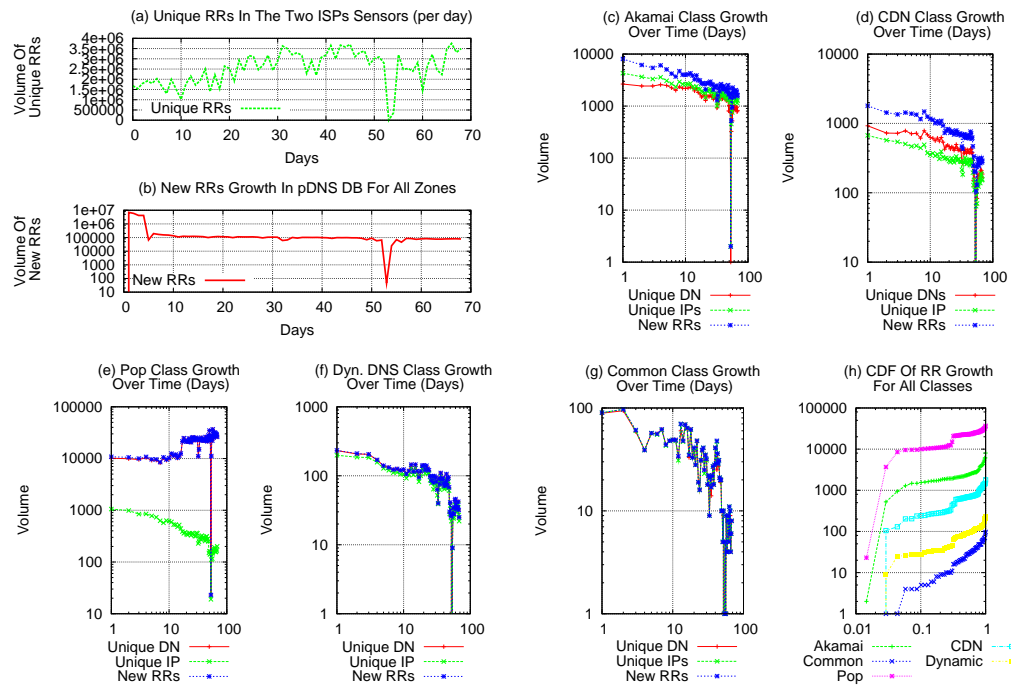 (a) Unique RRs In The Two ISPs Sensors (per day)
Volume Of
Unique RRs
4e+06
3.5e+06
3e+06
2.5e+06
2e+06
1.5e+06
1e+06
500000
0
Unique RRs
0 10 20 30 40 50 60 70
Days
(b) New RRs Growth In pDNS DB For All Zones
Volume Of
New RRs
1e+07
1e+06
100000
10000
1000
100
10
New RRs
0 10 20 30 40 50 60 70
Days
(c) Akamai Class Growth
Over Time (Days)
Volume
10000
1000
100
10
1
1 10 100
Unique DN
Unique IPs
New RRs
(d) CDN Class Growth
Over Time (Days)
Volume
10000
1000
100
10
1 10 100
Unique DNs
Unique IP
New RRs
(e) Pop Class Growth
Over Time (Days)
Volume
100000
10000
1000
100
10
1 10 100
Unique DN
Unique IP
New RRs
(f) Dyn. DNS Class Growth
Over Time (Days)
Volume
1000
100
10
1
1 10 100
Unique DN
Unique IP
New RRs
(g) Common Class Growth
Over Time (Days)
Volume
100
10
1
1 10 100
Unique DN
Unique IPs
New RRs
(h) CDF Of RR Growth
For All Classes
Volume
100000
10000
1000
100
10
1
0.01 0.1 1
Akamai
Common
Pop
CDN
Dynamic